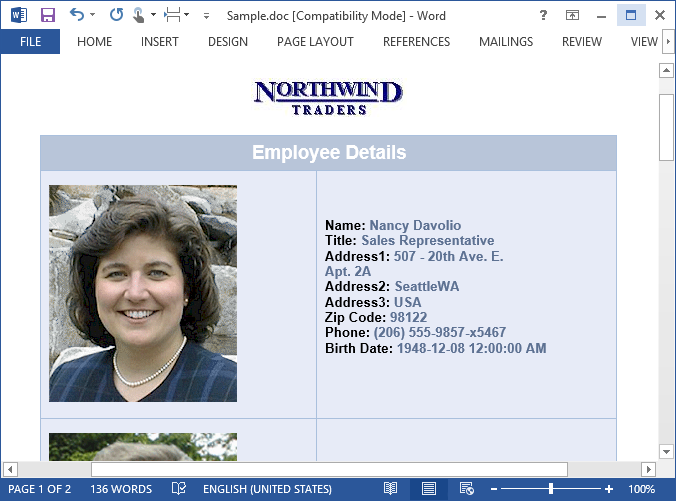 Sample.doc [Compatibility Mode] - Word
?
FILE HOME INSERT DESIGN PAGE LAYOUT REFERENCES MAILINGS REVIEW VIEW
NORTHWIND
TRADERS
Employee Details
Name: Nancy Davolio
Title: Sales Representative
Address1: 507 - 20th Ave. E.
Apt. 2A
Address2: SeattleWA
Address3: USA
Zip Code: 98122
Phone: (206) 555-9857-x5467
Birth Date: 1948-12-08 12:00:00 AM
PAGE 1 OF 2 136 WORDS ENGLISH (UNITED STATES) 100%